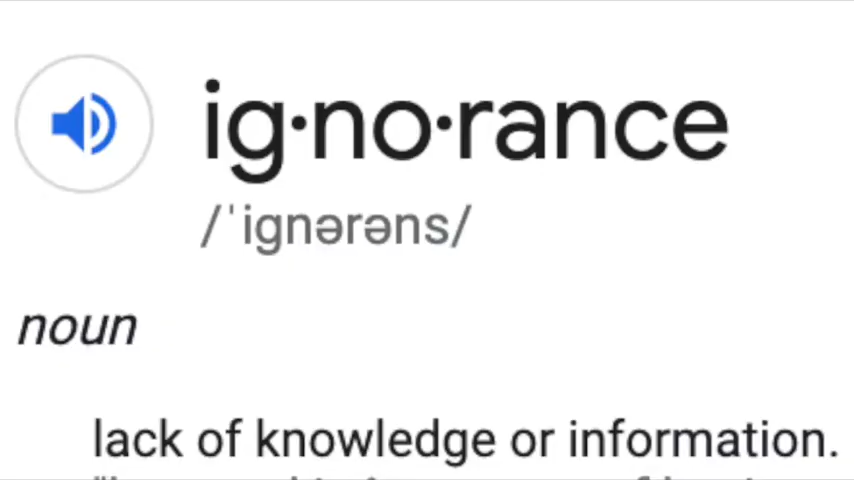 ig·no·rance
/ˈignərəns/
noun
lack of knowledge or information.